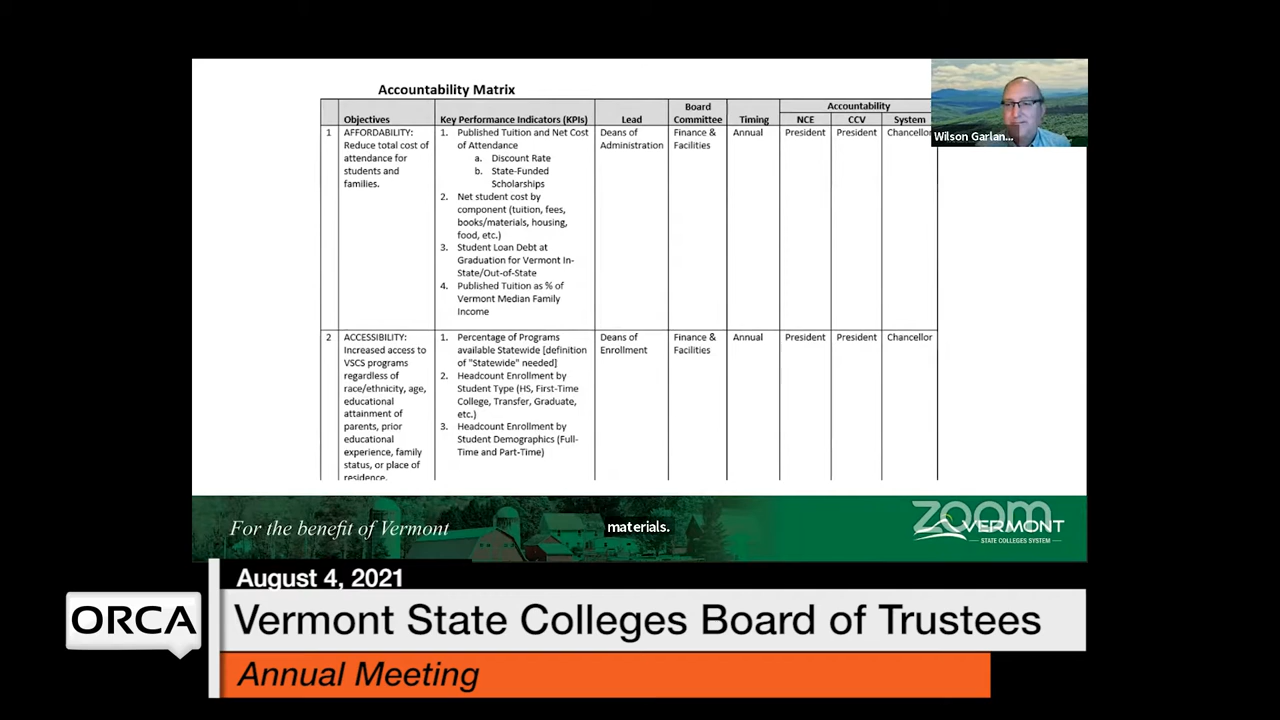 Accountability Matrix
Objectives
Key Performance Indicators (KPIs)
Lead
Board
Committee
Timing
Accountability
NCE
CCV
System
1
AFFORDABILITY:
Reduce total cost of
attendance for
students and
families.
1. Published Tuition and Net Cost
of Attendance
a. Discount Rate
b. State-Funded
Scholarships
2. Net student cost by
component (tuition, fees,
books/materials, housing,
food, etc.)
3. Student Loan Debt at
Graduation for Vermont In-
State/Out-of-State
4. Published Tuition as % of
Vermont Median Family
Income
Deans of
Administration
Finance &
Facilities
Annual
President
President
Chancellor
2
ACCESSIBILITY:
Increased access to
VSCS programs
regardless of
race/ethnicity, age,
educational
attainment of
parents, prior
educational
experience, family
status, or place of
residence.
1. Percentage of Programs
available Statewide [definition
of "Statewide" needed]
2. Headcount Enrollment by
Student Type (HS, First-Time
College, Transfer, Graduate,
etc.)
3. Headcount Enrollment by
Student Demographics (Full-
Time and Part-Time)
Deans of
Enrollment
Finance &
Facilities
Annual
President
President
Chancellor
Wilson Garlan...
For the benefit of Vermont
materials.
zoom
VERMONT
STATE COLLEGES SYSTEM
August 4, 2021
ORCA
Vermont State Colleges Board of Trustees
Annual Meeting